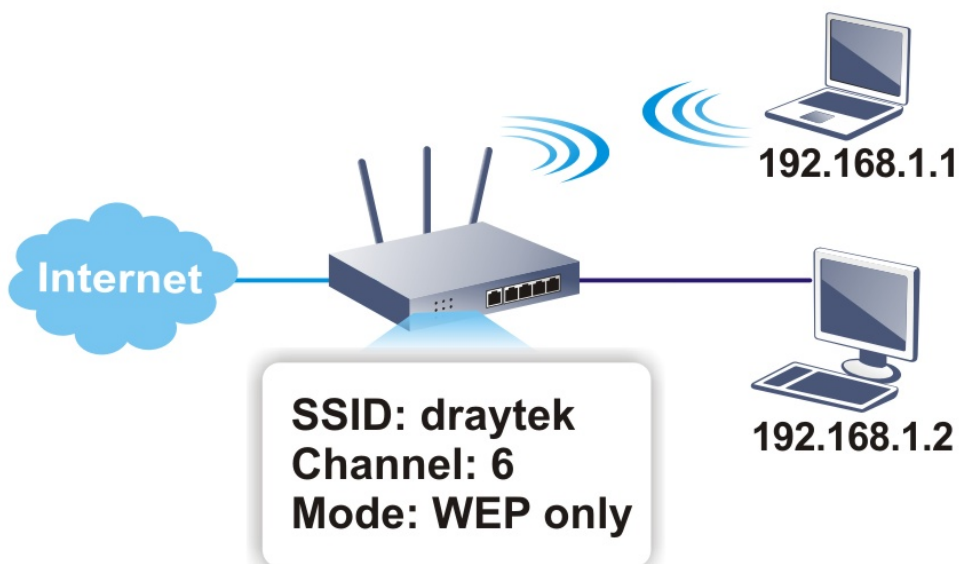 192.168.1.1
Internet
SSID: draytek
Channel: 6
Mode: WEP only
192.168.1.2